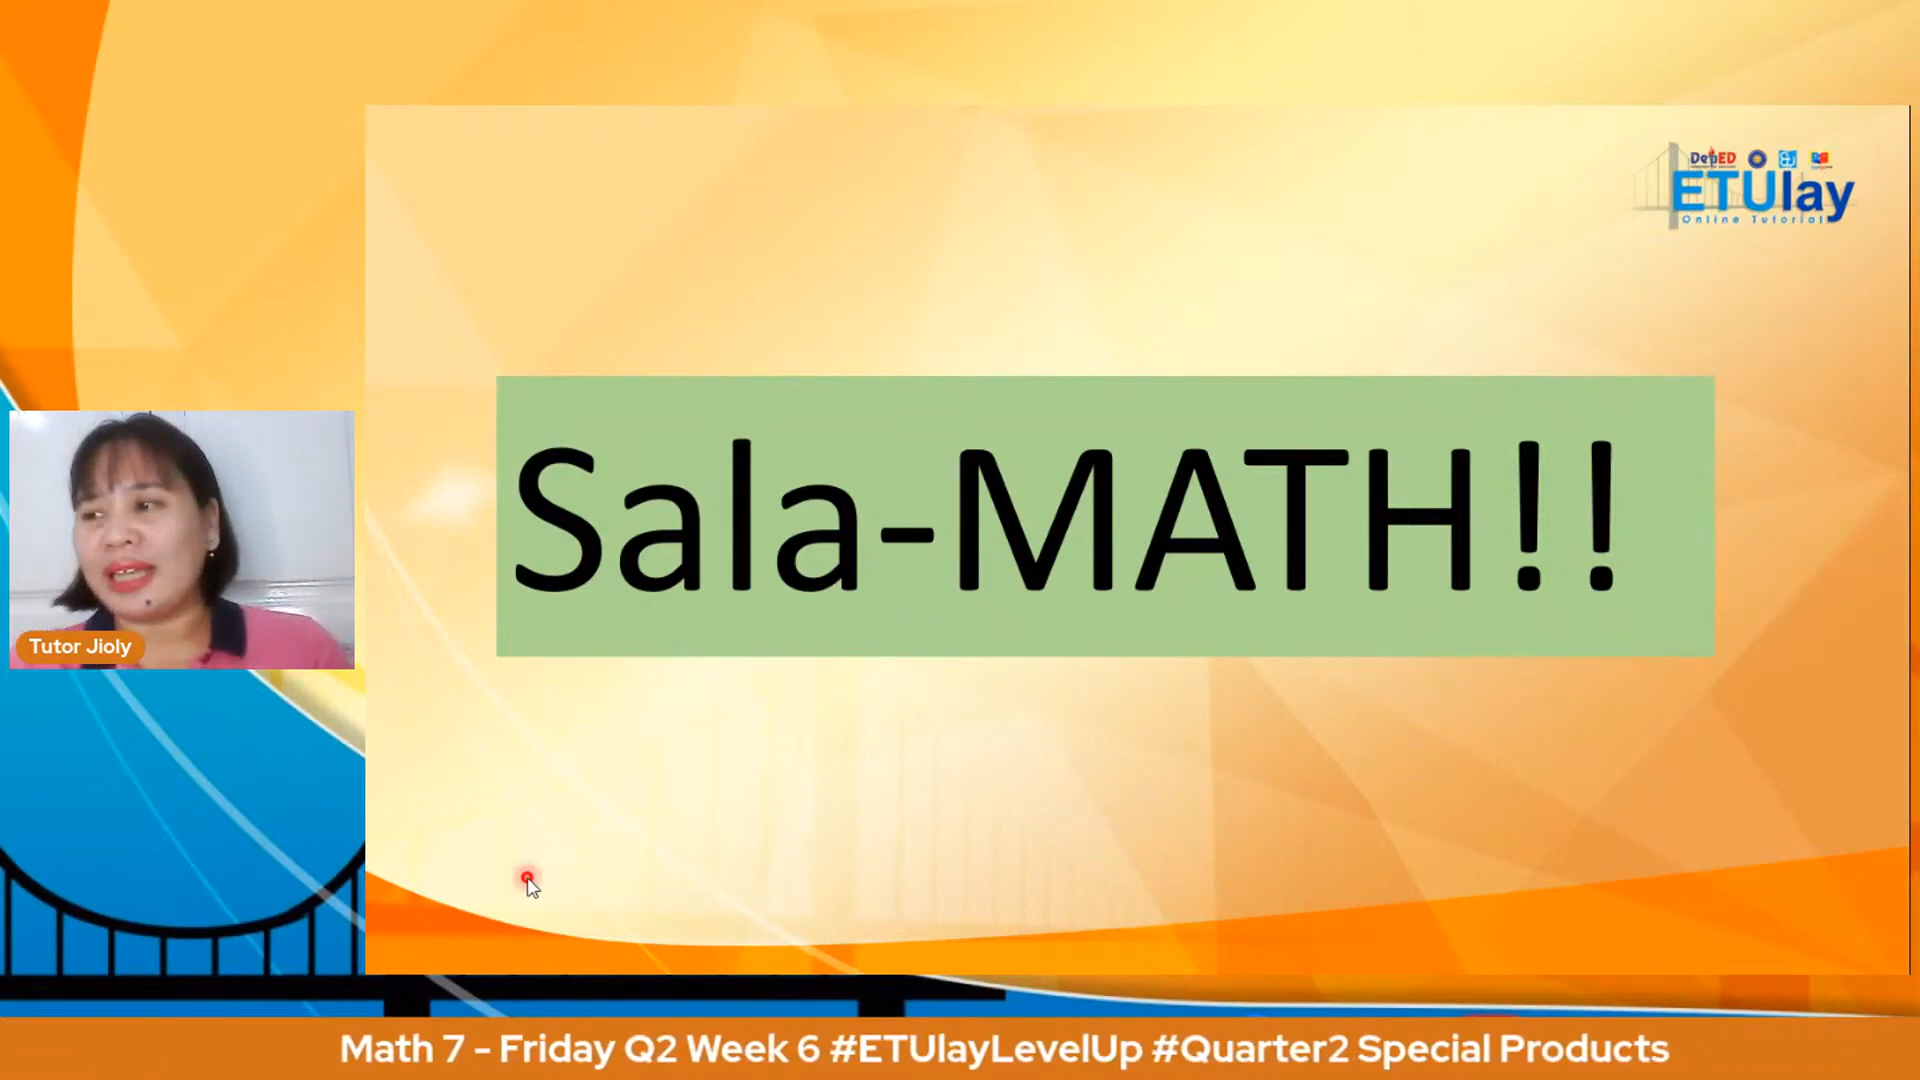 DepED
ETUlay
Online Tutorial
Sala-MATH!!
Tutor Jioly
Math 7 - Friday Q2 Week 6 #ETUlayLevelUp #Quarter2 Special Products